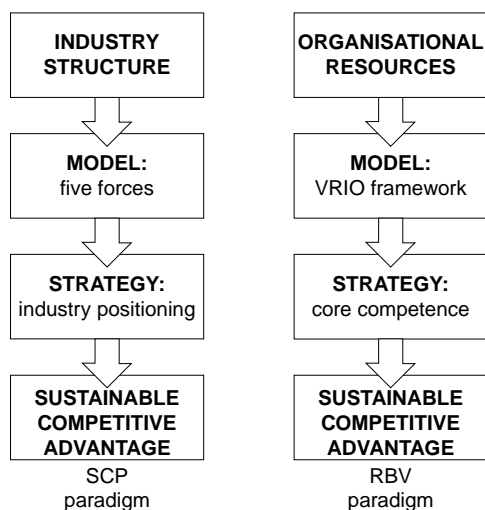 INDUSTRY
STRUCTURE
MODEL:
five forces
STRATEGY:
industry positioning
SUSTAINABLE
COMPETITIVE
ADVANTAGE
SCP
paradigm
ORGANISATIONAL
RESOURCES
MODEL:
VRIO framework
STRATEGY:
core competence
SUSTAINABLE
COMPETITIVE
ADVANTAGE
RBV
paradigm